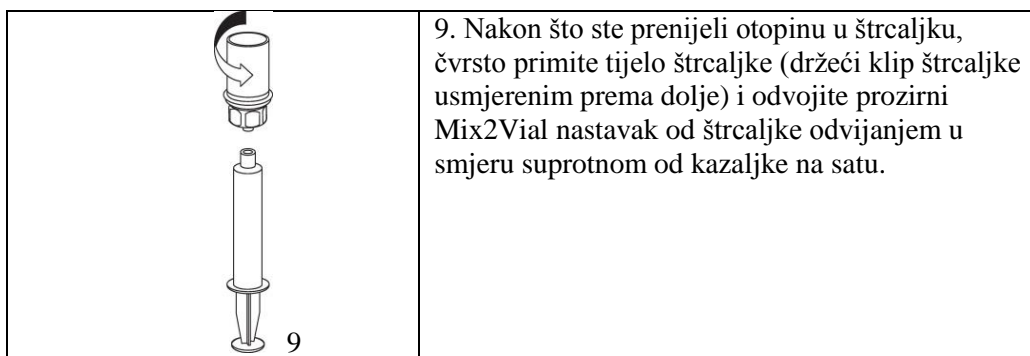 9. Nakon što ste prenijeli otopinu u štrcaljku,
čvrsto primite tijelo štrcaljke (držeći klip štrcaljke
usmjerenim prema dolje) i odvojite prozirni
Mix2Vial nastavak od štrcaljke odvijanjem u
smjeru suprotnom od kazaljke na satu.
9